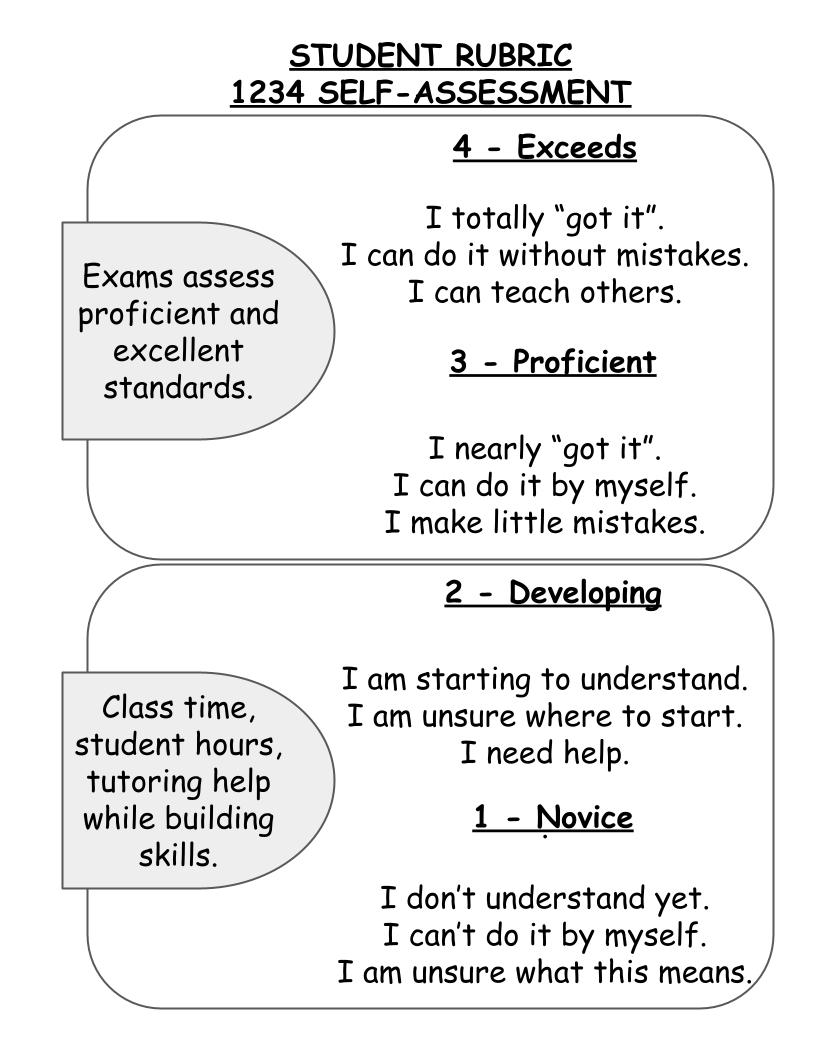 STUDENT RUBRIC
1234 SELF-ASSESSMENT
4 - Exceeds
I totally “got it”.
I can do it without mistakes.
I can teach others.
Exams assess
proficient and
excellent
standards.
3 - Proficient
I nearly “got it”.
I can do it by myself.
I make little mistakes.
2 - Developing
I am starting to understand.
I am unsure where to start.
I need help.
Class time,
student hours,
tutoring help
while building
skills.
1 - Novice
.
I don’t understand yet.
I can’t do it by myself.
I am unsure what this means.